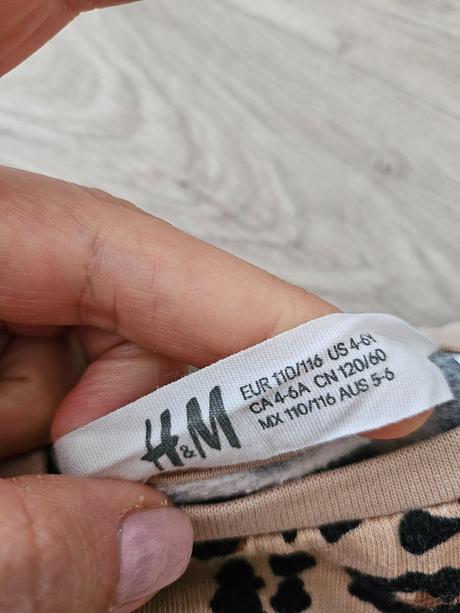 H&M
EUR 110/116 US 4-6Y
CA 4-6A CN 120/60
MX 110/116 AUS 5-6